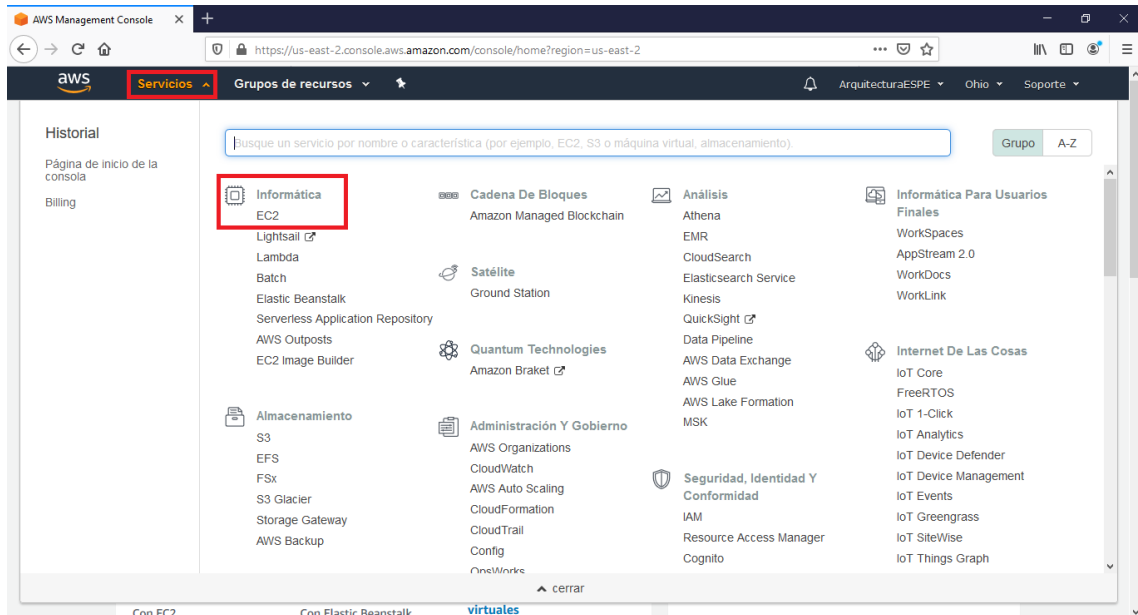 AWS Management Console
https://us-east-2.console.aws.amazon.com/console/home?region=us-east-2
aws
Servicios
Grupos de recursos
ArquitecturaESPE
Ohio
Soporte
Historial
Página de inicio de la
consola
Billing
Busque un servicio por nombre o característica (por ejemplo, EC2, S3 o máquina virtual, almacenamiento).
Grupo
A-Z
Informática
EC2
Lightsail
Lambda
Batch
Elastic Beanstalk
Serverless Application Repository
AWS Outposts
EC2 Image Builder
Almacenamiento
S3
EFS
FSx
S3 Glacier
Storage Gateway
AWS Backup
Cadena De Bloques
Amazon Managed Blockchain
Satélite
Ground Station
Quantum Technologies
Amazon Braket
Administración Y Gobierno
AWS Organizations
CloudWatch
AWS Auto Scaling
CloudFormation
CloudTrail
Config
OpsWorks
Análisis
Athena
EMR
CloudSearch
Elasticsearch Service
Kinesis
QuickSight
Data Pipeline
AWS Data Exchange
AWS Glue
AWS Lake Formation
MSK
Seguridad, Identidad Y
Conformidad
IAM
Resource Access Manager
Cognito
Informática Para Usuarios
Finales
WorkSpaces
AppStream 2.0
WorkDocs
WorkLink
Internet De Las Cosas
IoT Core
FreeRTOS
IoT 1-Click
IoT Analytics
IoT Device Defender
IoT Device Management
IoT Events
IoT Greengrass
IoT SiteWise
IoT Things Graph
cerrar
Con EC2
Con Elastic Beanstalk
virtuales